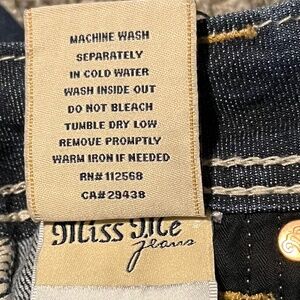 MACHINE WASH
SEPARATELY
IN COLD WATER
WASH INSIDE OUT
DO NOT BLEACH
TUMBLE DRY LOW
REMOVE PROMPTLY
WARM IRON IF NEEDED
RN# 112568
CA# 29438
Miss Me
jeans